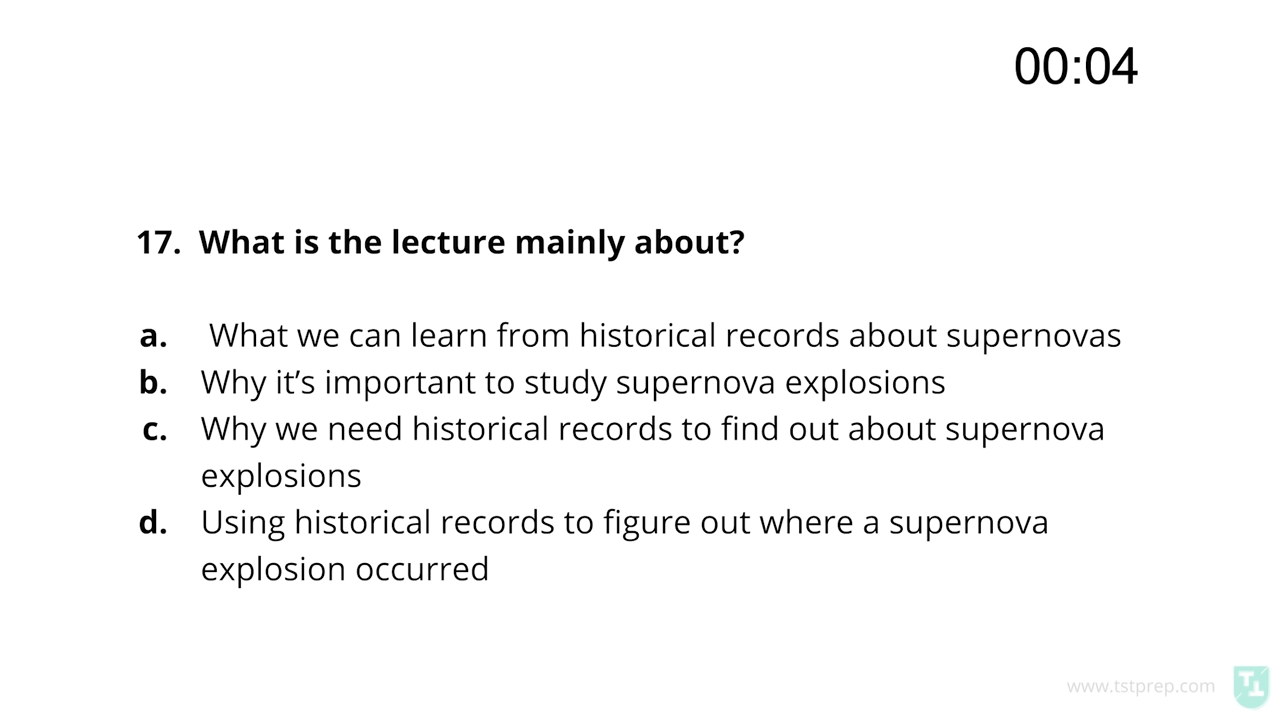 00:04
17. What is the lecture mainly about?
a. What we can learn from historical records about supernovas
b. Why it’s important to study supernova explosions
c. Why we need historical records to find out about supernova
explosions
d. Using historical records to figure out where a supernova
explosion occurred
www.tstprep.com